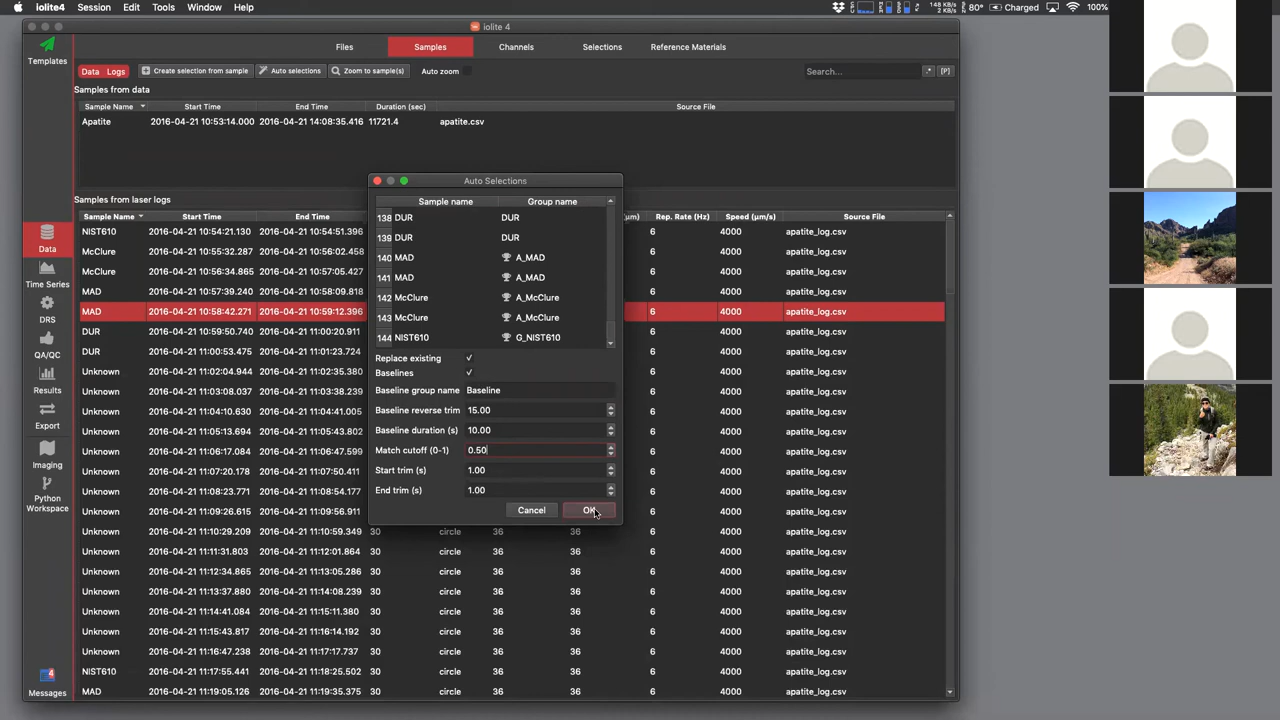 iolite4 Session Edit Tools Window Help 148 KB/s 2 KB/s 80° Charged 100%
iolite 4
Templates
Files Samples Channels Selections Reference Materials
Data Logs Create selection from sample Auto selections Zoom to sample(s) Auto zoom Search... .* [P]
Samples from data
Sample Name Start Time End Time Duration (sec) Source File
Apatite 2016-04-21 10:53:14.000 2016-04-21 14:08:35.416 11721.4 apatite.csv
Samples from laser logs
Sample Name Start Time End Time (µm) Rep. Rate (Hz) Speed (µm/s) Source File
NIST610 2016-04-21 10:54:21.130 2016-04-21 10:54:51.396 6 4000 apatite_log.csv
McClure 2016-04-21 10:55:32.287 2016-04-21 10:56:02.458 6 4000 apatite_log.csv
McClure 2016-04-21 10:56:34.865 2016-04-21 10:57:05.298 6 4000 apatite_log.csv
MAD 2016-04-21 10:57:39.240 2016-04-21 10:58:09.818 6 4000 apatite_log.csv
MAD 2016-04-21 10:58:42.271 2016-04-21 10:59:12.396 6 4000 apatite_log.csv
DUR 2016-04-21 10:59:50.740 2016-04-21 11:00:20.911 6 4000 apatite_log.csv
DUR 2016-04-21 11:00:53.475 2016-04-21 11:01:23.724 6 4000 apatite_log.csv
Unknown 2016-04-21 11:02:04.944 2016-04-21 11:02:35.192 6 4000 apatite_log.csv
Unknown 2016-04-21 11:03:08.037 2016-04-21 11:03:38.239 6 4000 apatite_log.csv
Unknown 2016-04-21 11:04:10.630 2016-04-21 11:04:41.005 6 4000 apatite_log.csv
Unknown 2016-04-21 11:05:13.694 2016-04-21 11:05:43.802 6 4000 apatite_log.csv
Unknown 2016-04-21 11:06:17.084 2016-04-21 11:06:47.599 6 4000 apatite_log.csv
Unknown 2016-04-21 11:07:20.178 2016-04-21 11:07:50.411 6 4000 apatite_log.csv
Unknown 2016-04-21 11:08:23.771 2016-04-21 11:08:53 6 4000 apatite_log.csv
Unknown 2016-04-21 11:09:26.615 2016-04-21 11:09:56 6 4000 apatite_log.csv
Unknown 2016-04-21 11:10:29.291 2016-04-21 11:10:59.349 30 circle 36 36 6 4000 apatite_log.csv
Unknown 2016-04-21 11:11:31.803 2016-04-21 11:12:01.864 30 circle 36 36 6 4000 apatite_log.csv
Unknown 2016-04-21 11:12:34.865 2016-04-21 11:13:05.286 30 circle 36 36 6 4000 apatite_log.csv
Unknown 2016-04-21 11:13:37.880 2016-04-21 11:14:08.239 30 circle 36 36 6 4000 apatite_log.csv
Unknown 2016-04-21 11:14:41.084 2016-04-21 11:15:11.380 30 circle 36 36 6 4000 apatite_log.csv
Unknown 2016-04-21 11:15:43.817 2016-04-21 11:16:14.192 30 circle 36 36 6 4000 apatite_log.csv
Unknown 2016-04-21 11:16:47.238 2016-04-21 11:17:17.737 30 circle 36 36 6 4000 apatite_log.csv
NIST610 2016-04-21 11:17:55.441 2016-04-21 11:18:25.502 30 circle 36 36 6 4000 apatite_log.csv
MAD 2016-04-21 11:19:05.126 2016-04-21 11:19:35.375 30 circle 36 36 6 4000 apatite_log.csv
Auto Selections
Sample name Group name
138 DUR DUR
139 DUR DUR
140 MAD A_MAD
141 MAD A_MAD
142 McClure A_McClure
143 McClure A_McClure
144 NIST610 G_NIST610
Replace existing
Baselines
Baseline group name Baseline
Baseline reverse trim 15.00
Baseline duration (s) 10.00
Match cutoff (0-1) 0.50
Start trim (s) 1.00
End trim (s) 1.00
Cancel OK
Data
Time Series
DRS
QA/QC
Results
Export
Imaging
Python
Workspace
4
Messages